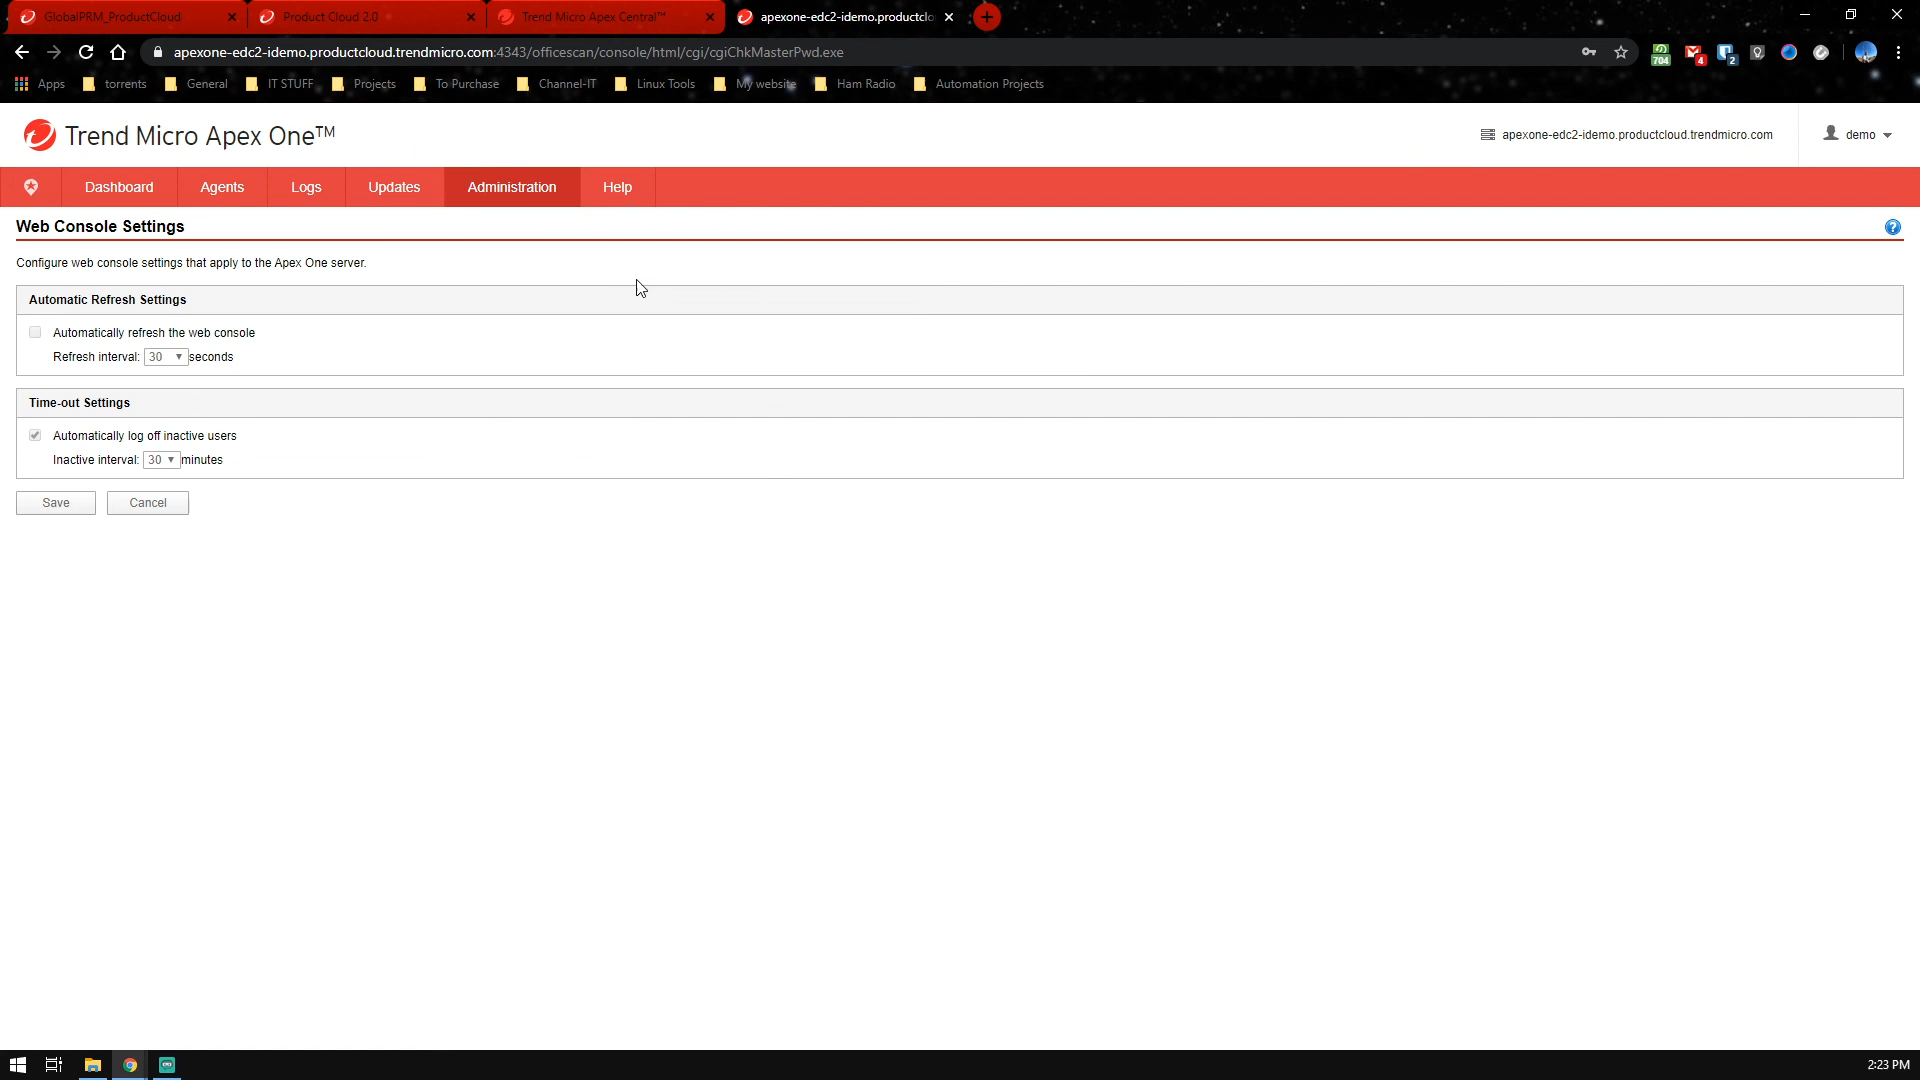 GlobalPRM_ProductCloud
Product Cloud 2.0
Trend Micro Apex Central™
apexone-edc2-idemo.productclo
apexone-edc2-idemo.productcloud.trendmicro.com:4343/officescan/console/html/cgi/cgiChkMasterPwd.exe
704
4
2
Apps
torrents
General
IT STUFF
Projects
To Purchase
Channel-IT
Linux Tools
My website
Ham Radio
Automation Projects
Trend Micro Apex One™
apexone-edc2-idemo.productcloud.trendmicro.com
demo
Dashboard
Agents
Logs
Updates
Administration
Help
Web Console Settings
?
Configure web console settings that apply to the Apex One server.
Automatic Refresh Settings
Automatically refresh the web console
Refresh interval: 30 seconds
Time-out Settings
Automatically log off inactive users
Inactive interval: 30 minutes
Save
Cancel
2:23 PM